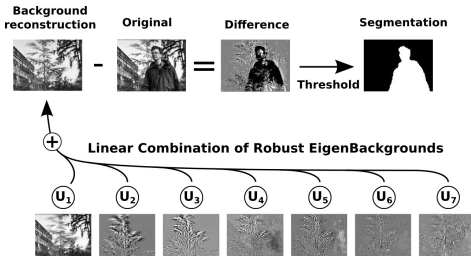 Background
reconstruction
Original
Difference
Segmentation
-
=
Threshold
+
Linear Combination of Robust EigenBackgrounds
U1 U2 U3 U4 U5 U6 U7